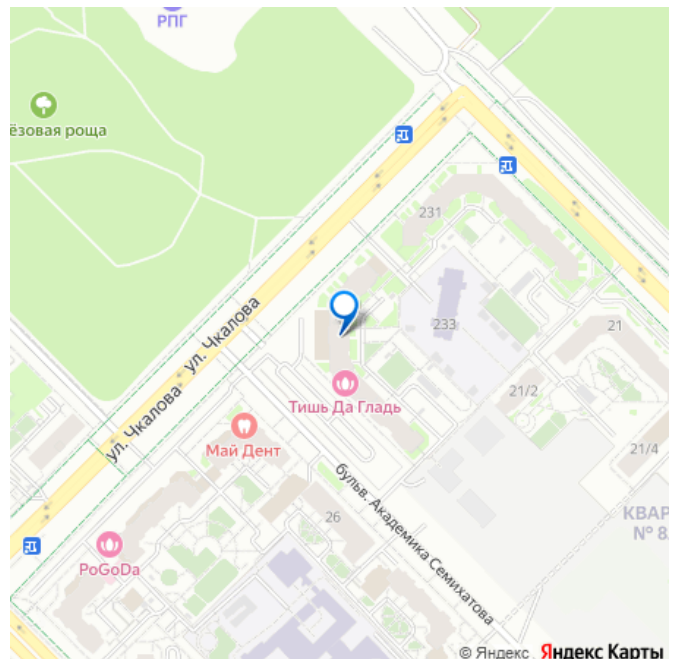 РПГ
ёзовая роща
231
ул. Чкалова
233
21
ул. Чкалова
21/2
Тишь Да Гладь
Май Дент
21/4
бульв. Академика Семихатова
26
КВАР
№ 8
PoGoDa
© Яндекс Яндекс Карты